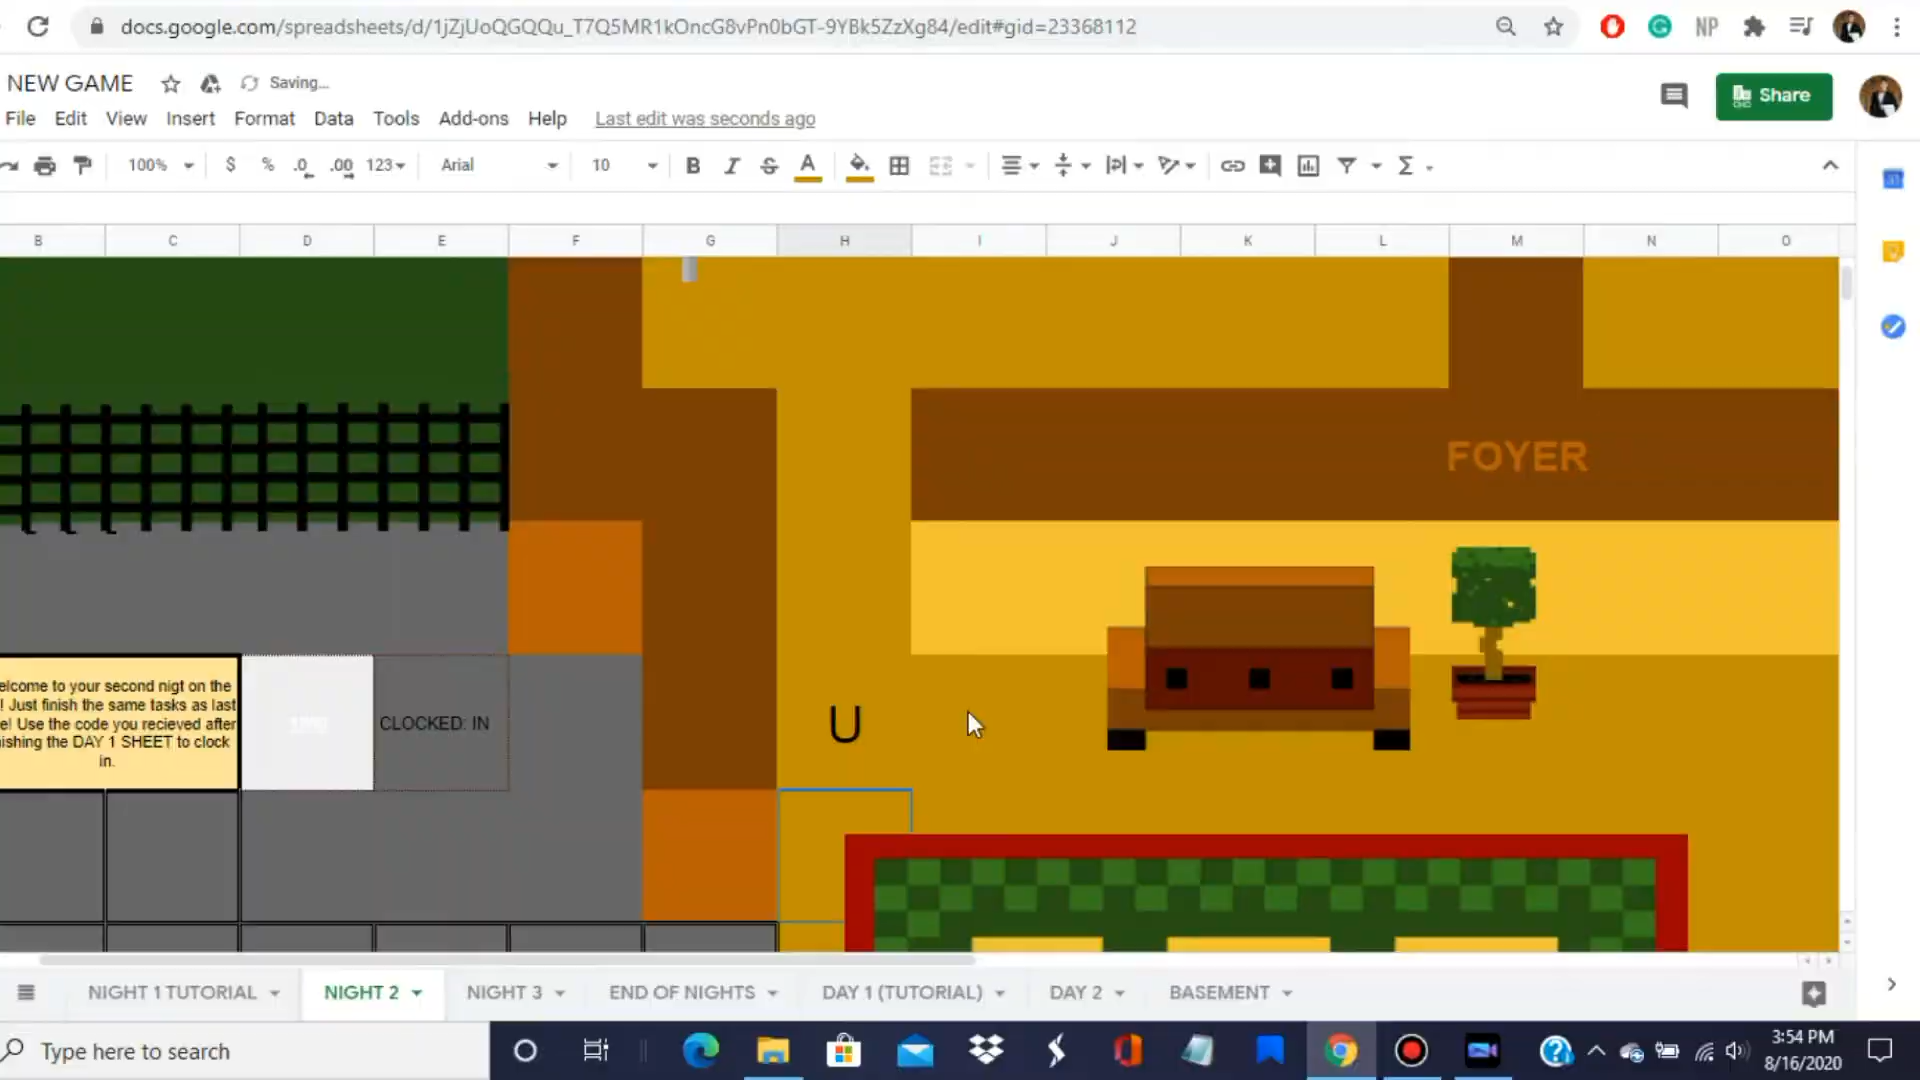 docs.google.com/spreadsheets/d/1jZjUoQGQQu_T7Q5MR1kOncG8vPn0bGT-9YBk5ZzXg84/edit#gid=23368112
NP
NEW GAME
Saving...
Share
File Edit View Insert Format Data Tools Add-ons Help Last edit was seconds ago
100% $ % .0 .00 123 Arial 10 B I S A Σ
B C D E F G H I J K L M N O
FOYER
elcome to your second nigt on the
! Just finish the same tasks as last
e! Use the code you recieved after
ishing the DAY 1 SHEET to clock
in.
CLOCKED: IN
U
NIGHT 1 TUTORIAL NIGHT 2 NIGHT 3 END OF NIGHTS DAY 1 (TUTORIAL) DAY 2 BASEMENT
Type here to search
3:54 PM
8/16/2020